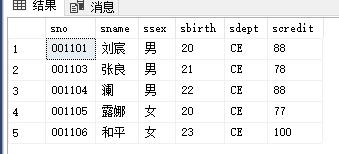 结果 消息
sno sname ssex sbirth sdept scredit
1 001101 刘宸 男 20 CE 88
2 001103 张良 男 21 CE 78
3 001104 澜 男 22 CE 88
4 001105 露娜 女 20 CE 77
5 001106 和平 女 23 CE 100